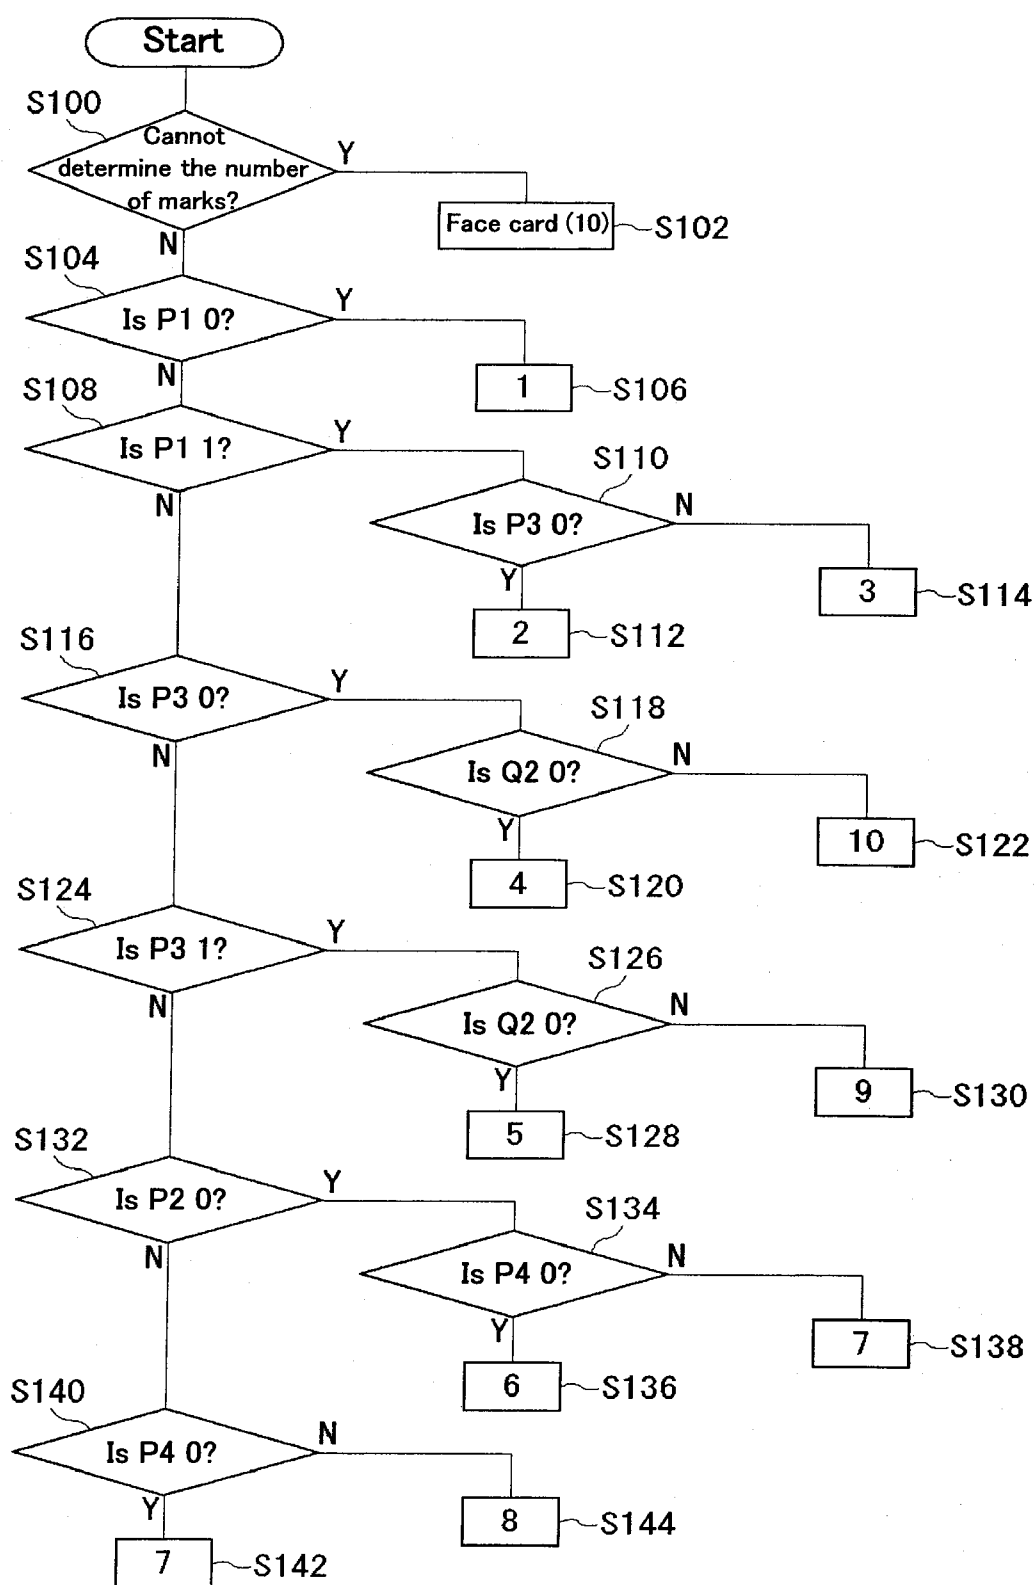 Start
S100
Cannot
determine the number
of marks?
Y
N
Face card (10)
S102
S104
Is P1 0?
Y
N
1
S106
S108
Is P1 1?
Y
N
S110
Is P3 0?
N
Y
3
S114
2
S112
S116
Is P3 0?
Y
N
S118
Is Q2 0?
N
Y
10
S122
4
S120
S124
Is P3 1?
Y
N
S126
Is Q2 0?
N
Y
9
S130
5
S128
S132
Is P2 0?
Y
N
S134
Is P4 0?
N
Y
7
S138
6
S136
S140
Is P4 0?
N
Y
8
S144
7
S142